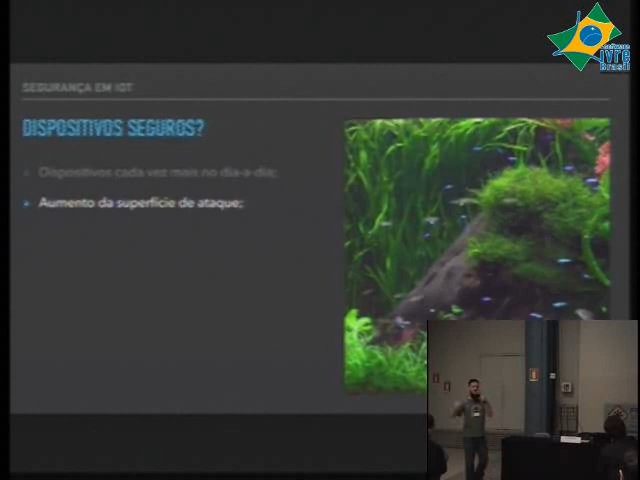 SEGURANÇA EM IOT
DISPOSITIVOS SEGUROS?
Dispositivos cada vez mais no dia-a-dia;
Aumento da superfície de ataque;
software
livre
Brasil